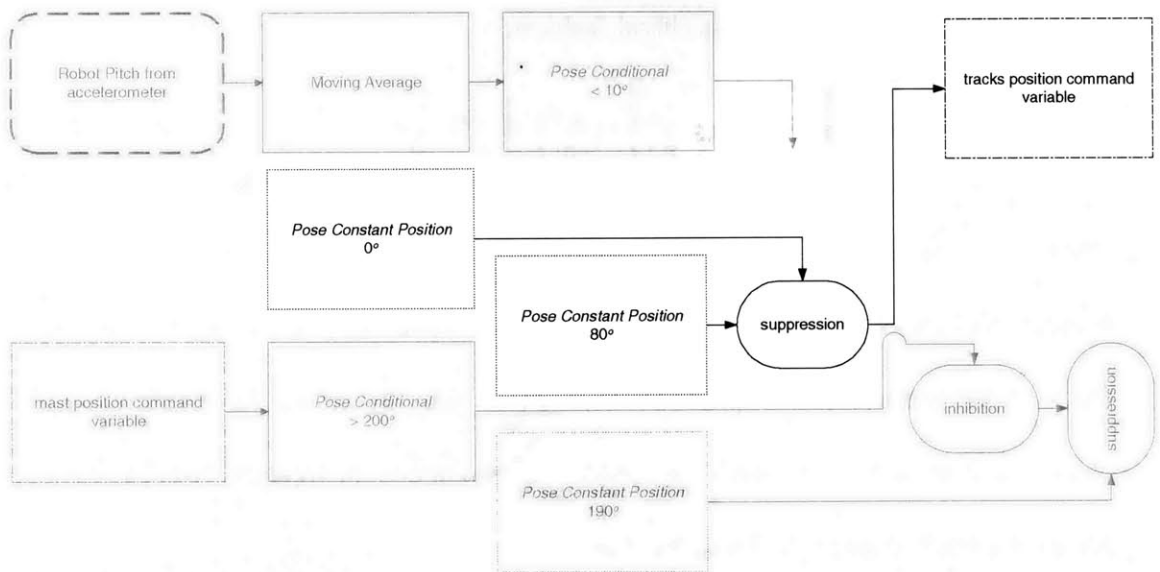 Robot Pitch from
accelerometer
Moving Average
Pose Conditional
< 10°
tracks position command
variable
Pose Constant Position
0°
Pose Constant Position
80°
suppression
mast position command
variable
Pose Conditional
> 200°
inhibition
suppression
Pose Constant Position
190°